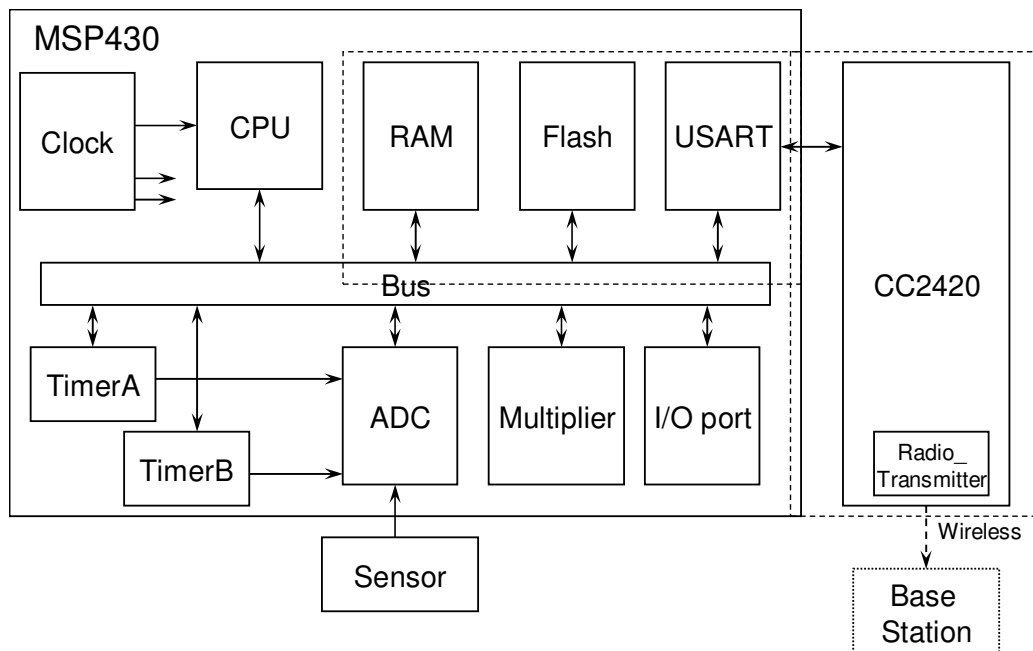 MSP430
Clock
CPU
RAM
Flash
USART
Bus
CC2420
TimerA
TimerB
ADC
Multiplier
I/O port
Radio_
Transmitter
Wireless
Sensor
Base
Station